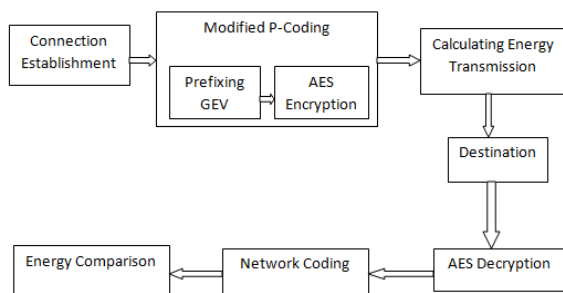 Connection
Establishment
Modified P-Coding
Prefixing
GEV
AES
Encryption
Calculating Energy
Transmission
Destination
AES Decryption
Network Coding
Energy Comparison